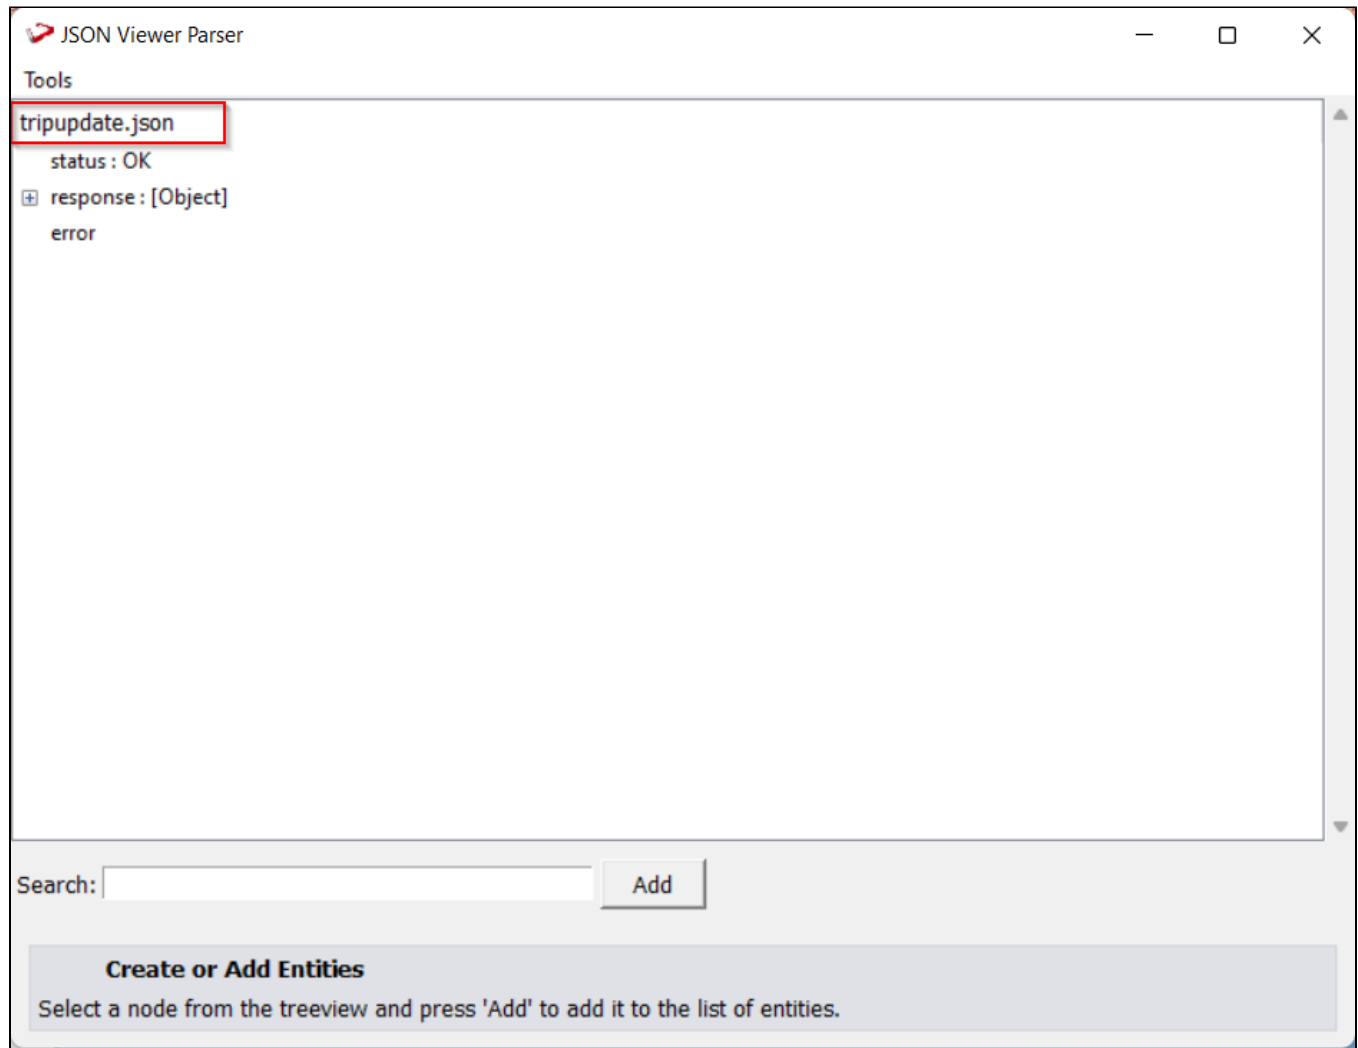 JSON Viewer Parser
Tools
tripupdate.json
status : OK
response : [Object]
error
Search:
Add
Create or Add Entities
Select a node from the treeview and press 'Add' to add it to the list of entities.